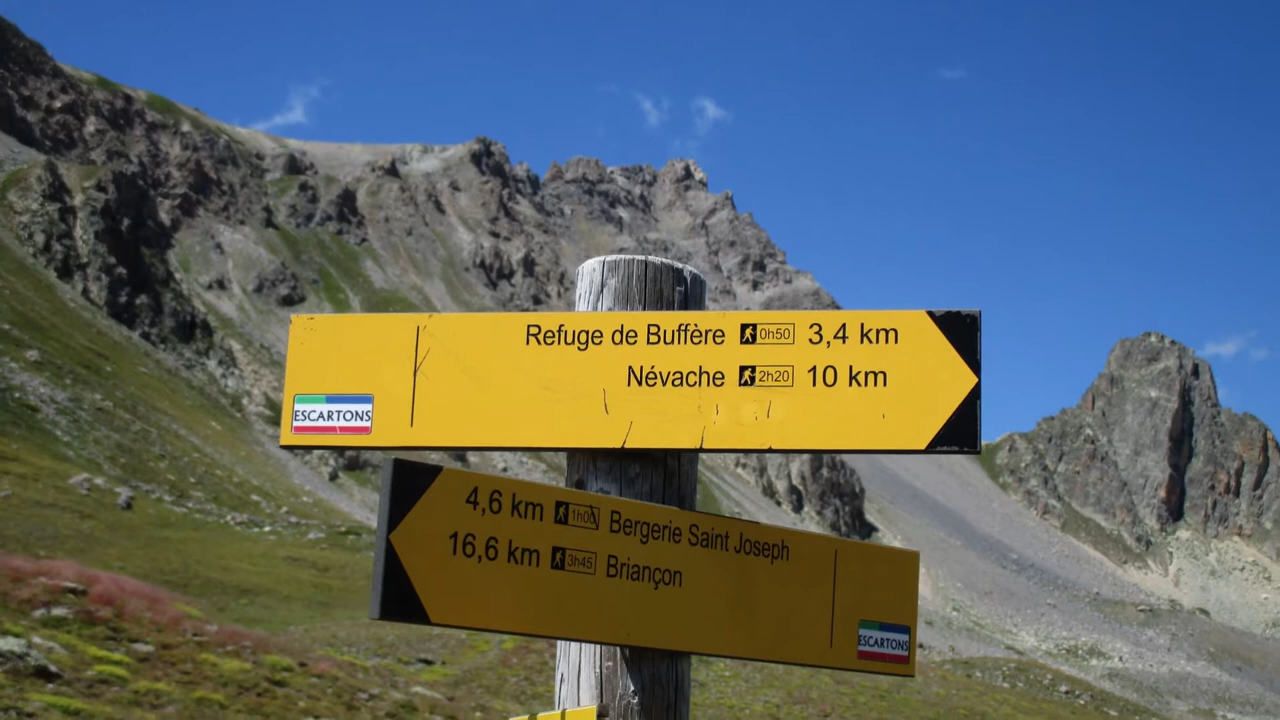 Refuge de Buffère 0h50 3,4 km
Névache 2h20 10 km
ESCARTONS
4,6 km 1h00 Bergerie Saint Joseph
16,6 km 3h45 Briançon
ESCARTONS